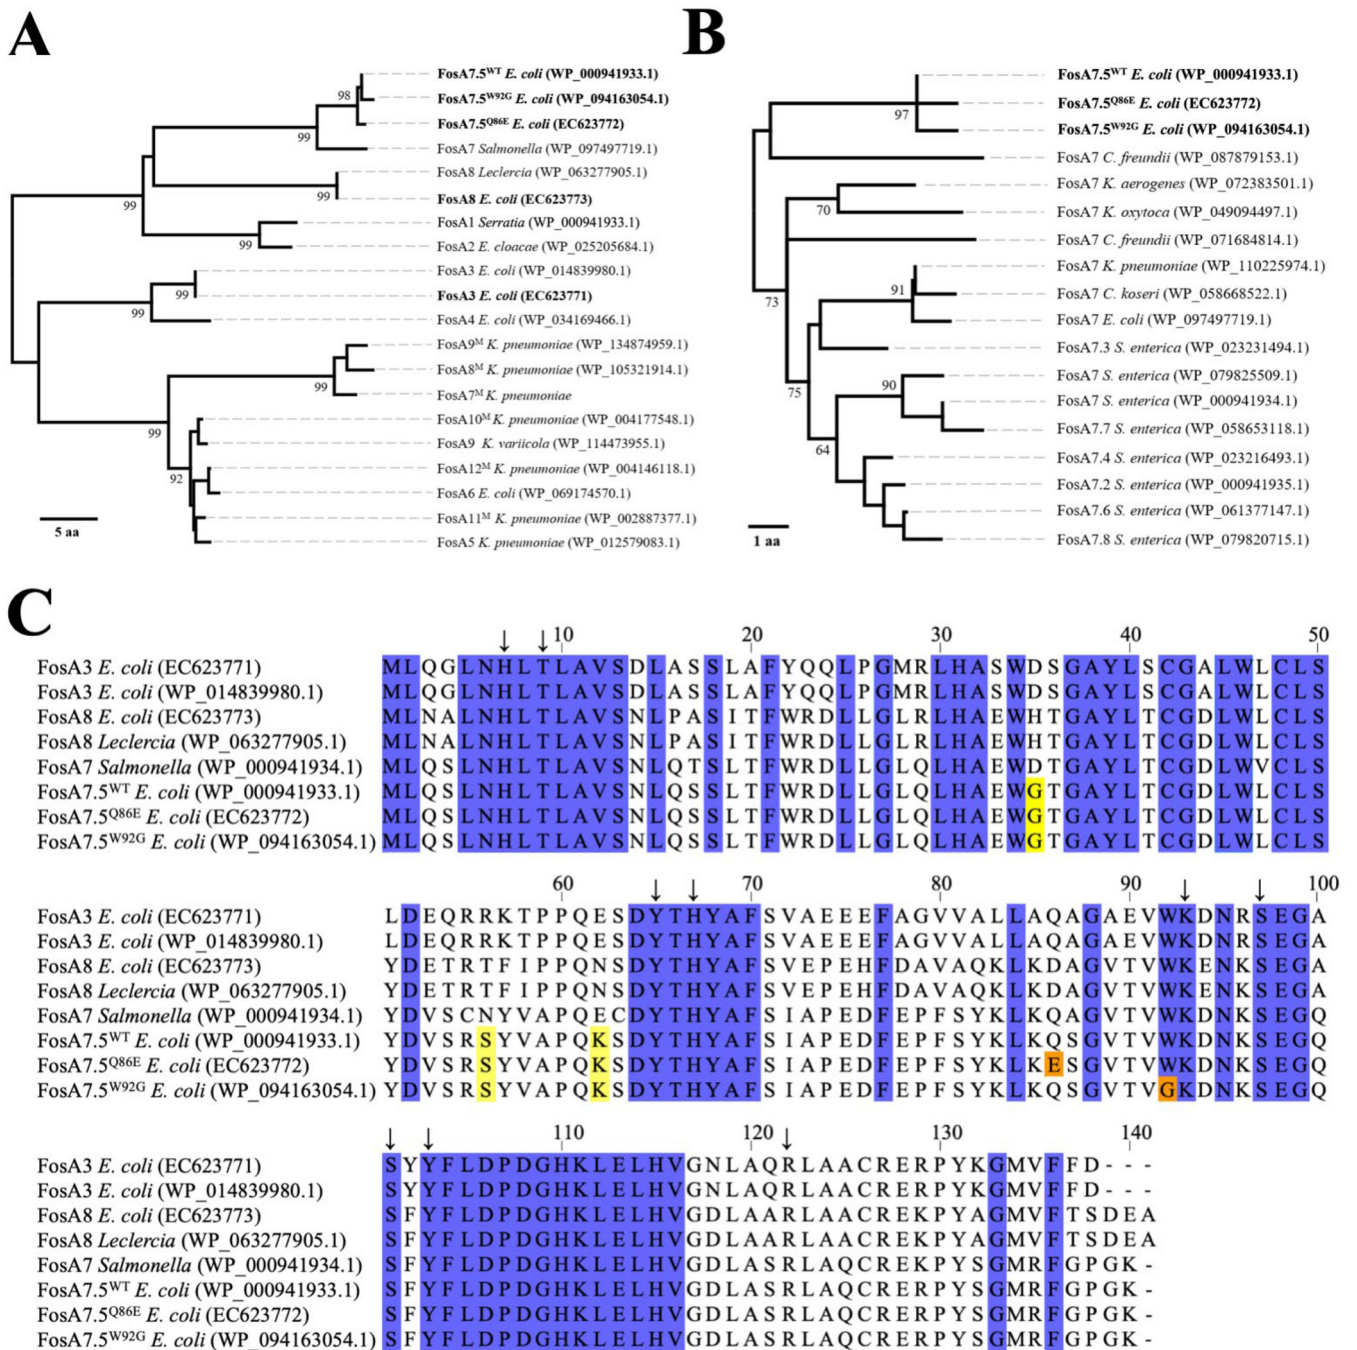 A
FosA7.5ᵂᵀ E. coli (WP_000941933.1)
FosA7.5ᵂ⁹²ᴳ E. coli (WP_094163054.1)
FosA7.5Q86E E. coli (EC623772)
FosA7 Salmonella (WP_097497719.1)
FosA8 Leclercia (WP_063277905.1)
FosA8 E. coli (EC623773)
FosA1 Serratia (WP_000941933.1)
FosA2 E. cloacae (WP_025205684.1)
FosA3 E. coli (WP_014839980.1)
FosA3 E. coli (EC623771)
FosA4 E. coli (WP_034169466.1)
FosA9ᴹ K. pneumoniae (WP_134874959.1)
FosA8ᴹ K. pneumoniae (WP_105321914.1)
FosA7ᴹ K. pneumoniae
FosA10ᴹ K. pneumoniae (WP_004177548.1)
FosA9 K. variicola (WP_114473955.1)
FosA12ᴹ K. pneumoniae (WP_004146118.1)
FosA6 E. coli (WP_069174570.1)
FosA11ᴹ K. pneumoniae (WP_002887377.1)
FosA5 K. pneumoniae (WP_012579083.1)
98
99
99
99
99
99
99
99
99
92
5 aa
B
FosA7.5ᵂᵀ E. coli (WP_000941933.1)
FosA7.5Q86E E. coli (EC623772)
FosA7.5ᵂ⁹²ᴳ E. coli (WP_094163054.1)
FosA7 C. freundii (WP_087879153.1)
FosA7 K. aerogenes (WP_072383501.1)
FosA7 K. oxytoca (WP_049094497.1)
FosA7 C. freundii (WP_071684814.1)
FosA7 K. pneumoniae (WP_110225974.1)
FosA7 C. koseri (WP_058668522.1)
FosA7 E. coli (WP_097497719.1)
FosA7.3 S. enterica (WP_023231494.1)
FosA7 S. enterica (WP_079825509.1)
FosA7 S. enterica (WP_000941934.1)
FosA7.7 S. enterica (WP_058653118.1)
FosA7.4 S. enterica (WP_023216493.1)
FosA7.2 S. enterica (WP_000941935.1)
FosA7.6 S. enterica (WP_061377147.1)
FosA7.8 S. enterica (WP_079820715.1)
97
70
73
91
75
90
64
1 aa
C
↓ ↓ 10 20 30 40 50
FosA3 E. coli (EC623771) MLQGLNHLTLAVSDLASSLAFYQQLPGMRLHASWDSGAYLSCGALWLCLS
FosA3 E. coli (WP_014839980.1) MLQGLNHLTLAVSDLASSLAFYQQLPGMRLHASWDSGAYLSCGALWLCLS
FosA8 E. coli (EC623773) MLNALNHLTLAVSNLPASITFWRDLLGLRLHAEWHTGAYLTCGDLWLCLS
FosA8 Leclercia (WP_063277905.1) MLNALNHLTLAVSNLPASITFWRDLLGLRLHAEWHTGAYLTCGDLWLCLS
FosA7 Salmonella (WP_000941934.1) MLQSLNHLTLAVSNLQTSLTFWRDLLGLQLHAEWDTGAYLTCGDLWVCLS
FosA7.5ᵂᵀ E. coli (WP_000941933.1) MLQSLNHLTLAVSNLQSSLTFWRDLLGLQLHAEWGTGAYLTCGDLWLCLS
FosA7.5Q86E E. coli (EC623772) MLQSLNHLTLAVSNLQSSLTFWRDLLGLQLHAEWGTGAYLTCGDLWLCLS
FosA7.5ᵂ⁹²ᴳ E. coli (WP_094163054.1) MLQSLNHLTLAVSNLQSSLTFWRDLLGLQLHAEWGTGAYLTCGDLWLCLS
60 ↓ ↓ 70 80 90 ↓ ↓ 100
FosA3 E. coli (EC623771) LDEQRRKTPPQESDYTHYAFSVAEEEFAGVVALLAQAGAEVWKDNRSEGA
FosA3 E. coli (WP_014839980.1) LDEQRRKTPPQESDYTHYAFSVAEEEFAGVVALLAQAGAEVWKDNRSEGA
FosA8 E. coli (EC623773) YDETRTFIPPQNSDYTHYAFSVEPEHFDAVAQKLKDAGVTVWKENKSEGA
FosA8 Leclercia (WP_063277905.1) YDETRTFIPPQNSDYTHYAFSVEPEHFDAVAQKLKDAGVTVWKENKSEGA
FosA7 Salmonella (WP_000941934.1) YDVSCNYVAPQECDYTHYAFSIAPEDFEPFSYKLKQAGVTVWKDNKSEGQ
FosA7.5ᵂᵀ E. coli (WP_000941933.1) YDVSRSYVAPQKSDYTHYAFSIAPEDFEPFSYKLKQSGVTVWKDNKSEGQ
FosA7.5Q86E E. coli (EC623772) YDVSRSYVAPQKSDYTHYAFSIAPEDFEPFSYKLKESGVTVWKDNKSEGQ
FosA7.5ᵂ⁹²ᴳ E. coli (WP_094163054.1) YDVSRSYVAPQKSDYTHYAFSIAPEDFEPFSYKLKQSGVTVGKDNKSEGQ
↓ ↓ 110 120 ↓ 130 140
FosA3 E. coli (EC623771) SYYFLDPDGHKLELHVGNLAQRLAACRERPYKGMVFFD---
FosA3 E. coli (WP_014839980.1) SYYFLDPDGHKLELHVGNLAQRLAACRERPYKGMVFFD---
FosA8 E. coli (EC623773) SFYFLDPDGHKLELHVGDLAARLAACREKPYAGMVFTSDEA
FosA8 Leclercia (WP_063277905.1) SFYFLDPDGHKLELHVGDLAARLAACREKPYAGMVFTSDEA
FosA7 Salmonella (WP_000941934.1) SFYFLDPDGHKLELHVGDLASRLAQCREKPYSGMRFGPGK-
FosA7.5ᵂᵀ E. coli (WP_000941933.1) SFYFLDPDGHKLELHVGDLASRLAQCREKPYSGMRFGPGK-
FosA7.5Q86E E. coli (EC623772) SFYFLDPDGHKLELHVGDLASRLAQCREKPYSGMRFGPGK-
FosA7.5ᵂ⁹²ᴳ E. coli (WP_094163054.1) SFYFLDPDGHKLELHVGDLASRLAQCREKPYSGMRFGPGK-